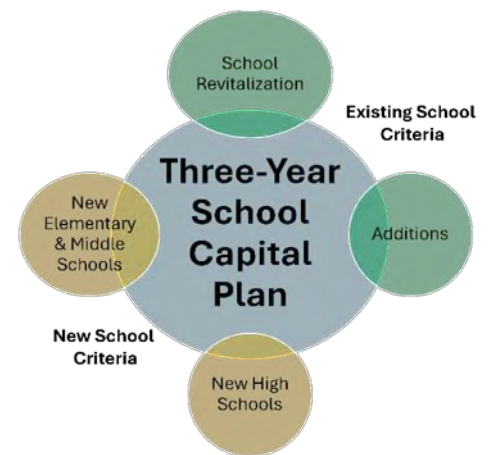 School
Revitalization
Existing School
Criteria
Three-Year
School
Capital
Plan
New
Elementary
& Middle
Schools
Additions
New School
Criteria
New High
Schools